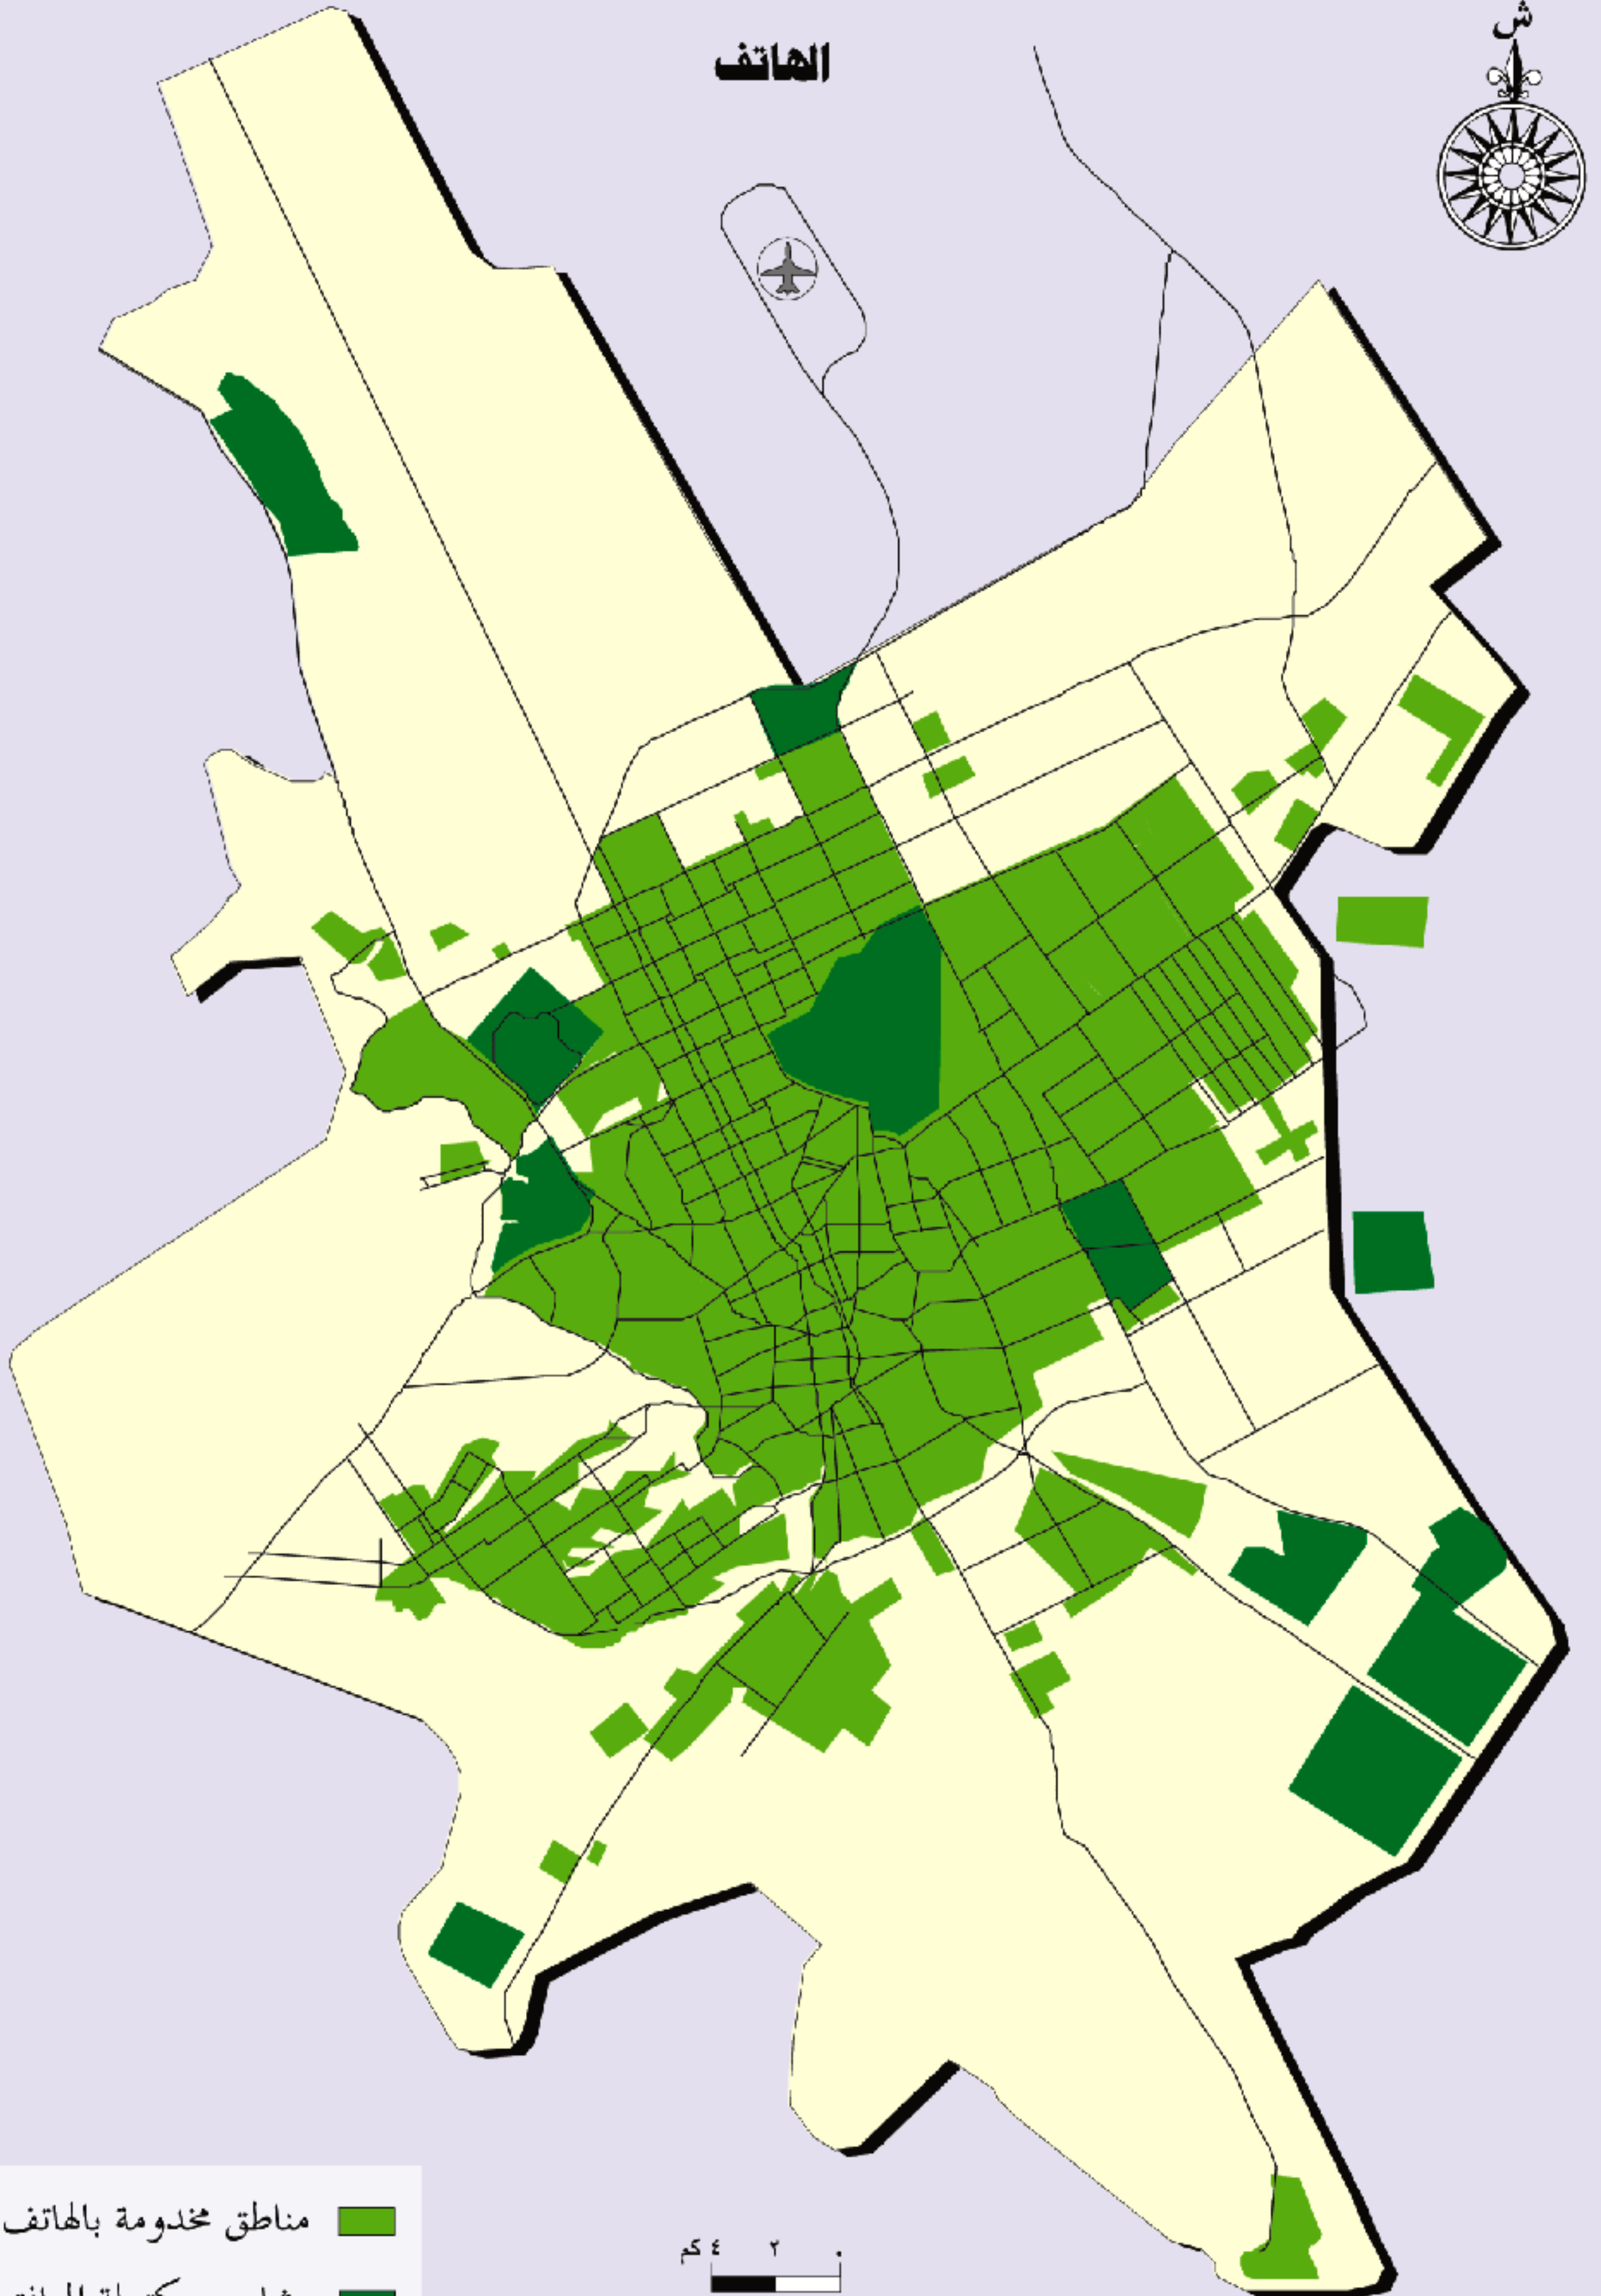 ش
الهاتف
مناطق مخدومة بالهاتف
٤ كم ٢ ٠